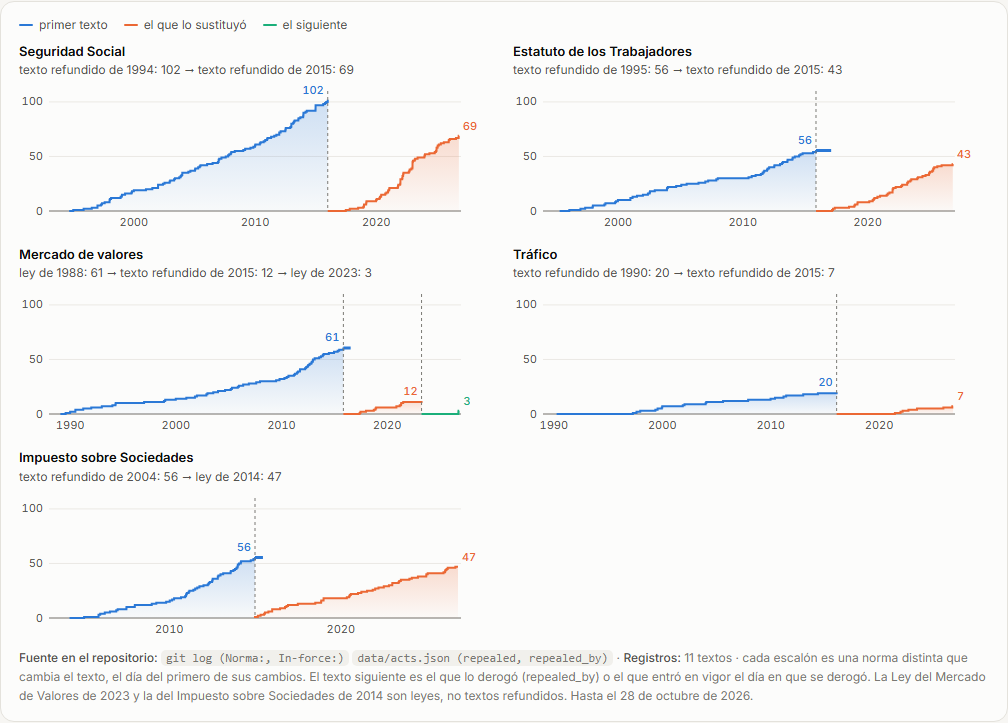 primer texto el que lo sustituyó el siguiente
Seguridad Social
texto refundido de 1994: 102 → texto refundido de 2015: 69
100
50
0
102
69
2000 2010 2020
Estatuto de los Trabajadores
texto refundido de 1995: 56 → texto refundido de 2015: 43
100
50
0
56
43
2000 2010 2020
Mercado de valores
ley de 1988: 61 → texto refundido de 2015: 12 → ley de 2023: 3
100
50
0
61
12
3
1990 2000 2010 2020
Tráfico
texto refundido de 1990: 20 → texto refundido de 2015: 7
100
50
0
20
7
1990 2000 2010 2020
Impuesto sobre Sociedades
texto refundido de 2004: 56 → ley de 2014: 47
100
50
0
56
47
2010 2020
Fuente en el repositorio: git log (Norma:, In-force:) data/acts.json (repealed, repealed_by) · Registros: 11 textos · cada escalón es una norma distinta que
cambia el texto, el día del primero de sus cambios. El texto siguiente es el que lo derogó (repealed_by) o el que entró en vigor el día en que se derogó. La Ley del Mercado
de Valores de 2023 y la del Impuesto sobre Sociedades de 2014 son leyes, no textos refundidos. Hasta el 28 de octubre de 2026.